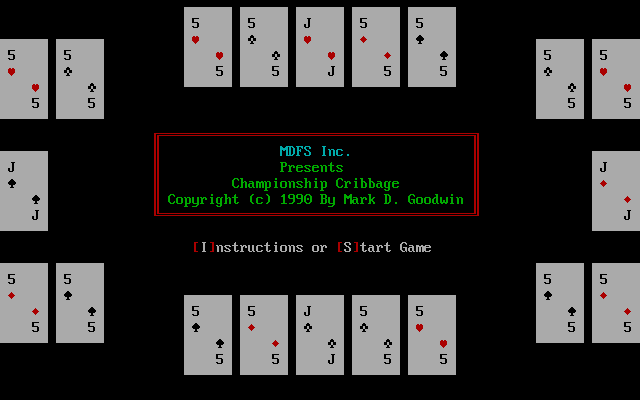 5 5 J 5 5
5 5 5 5
5 5 J 5 5
5 5 5 5
MDFS Inc.
J Presents J
Championship Cribbage
Copyright (c) 1990 By Mark D. Goodwin
J J
[I]nstructions or [S]tart Game
5 5 5 5
5 5 J 5 5
5 5 5 5
5 5 J 5 5